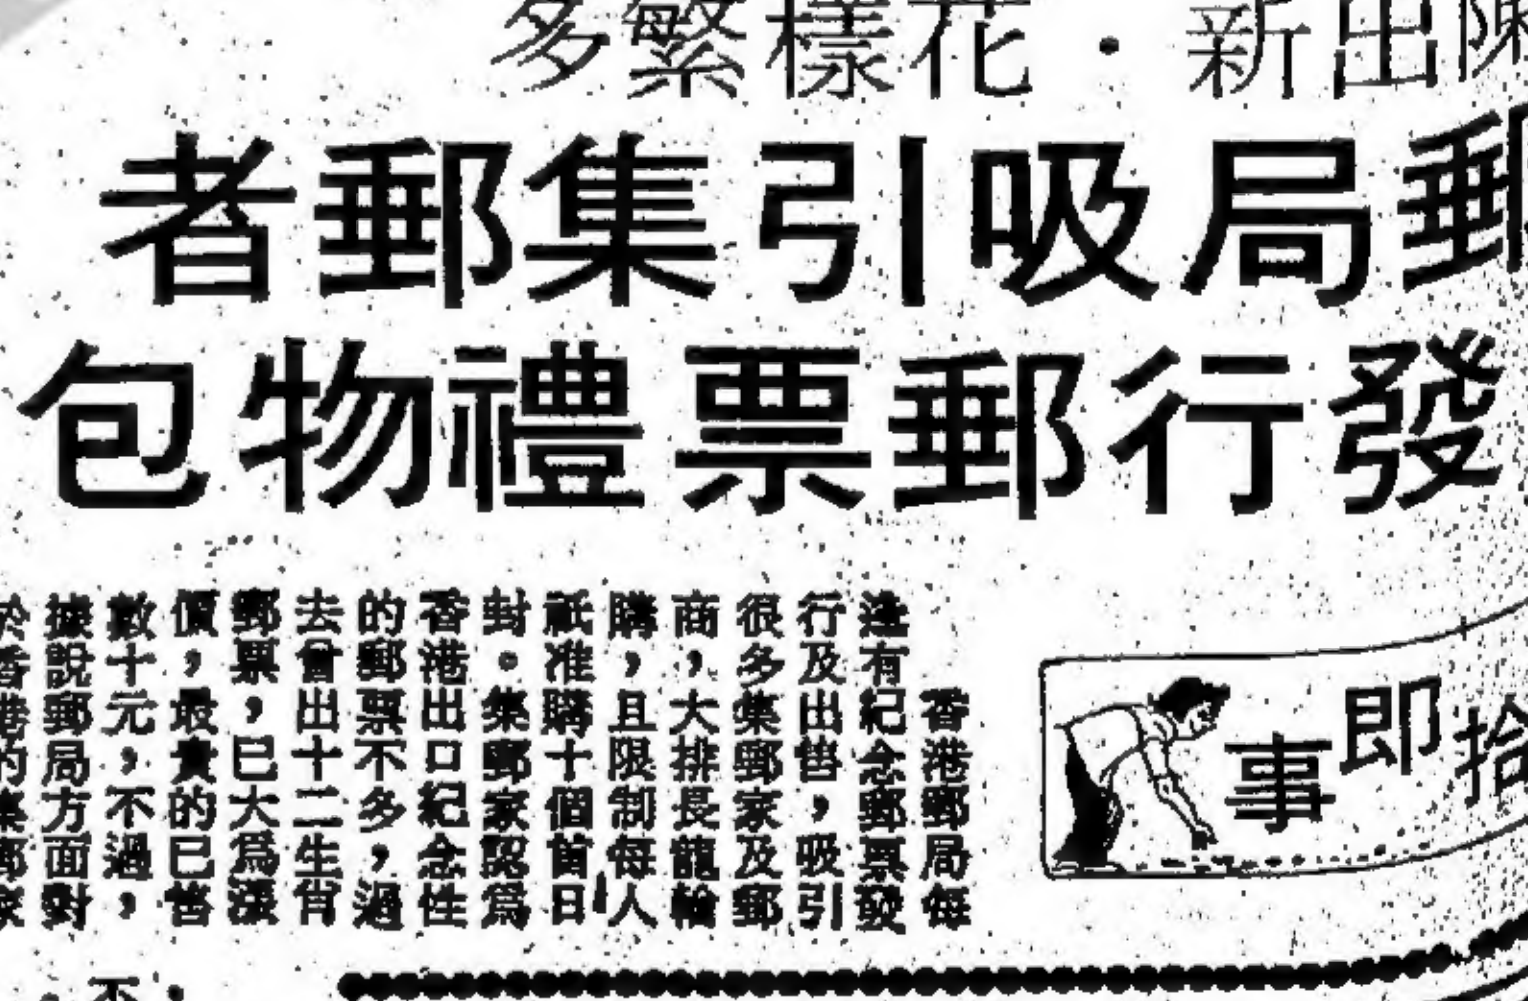 陳出新·花樣繁多
郵局吸引集郵者
發行郵票禮物包
拾即事
香港郵局每
逢有紀念郵票發
行及出售，吸引
很多集郵家及郵
商，大排長龍輪
購，且限制每人
祇准購十個首日
封。集郵家認為
香港出口紀念性
的郵票不多，過
去曾出十二生肖
郵票，已大為漲
價，最貴的已售
數十元，不過，
據說郵局方面對
於香港的集郵家